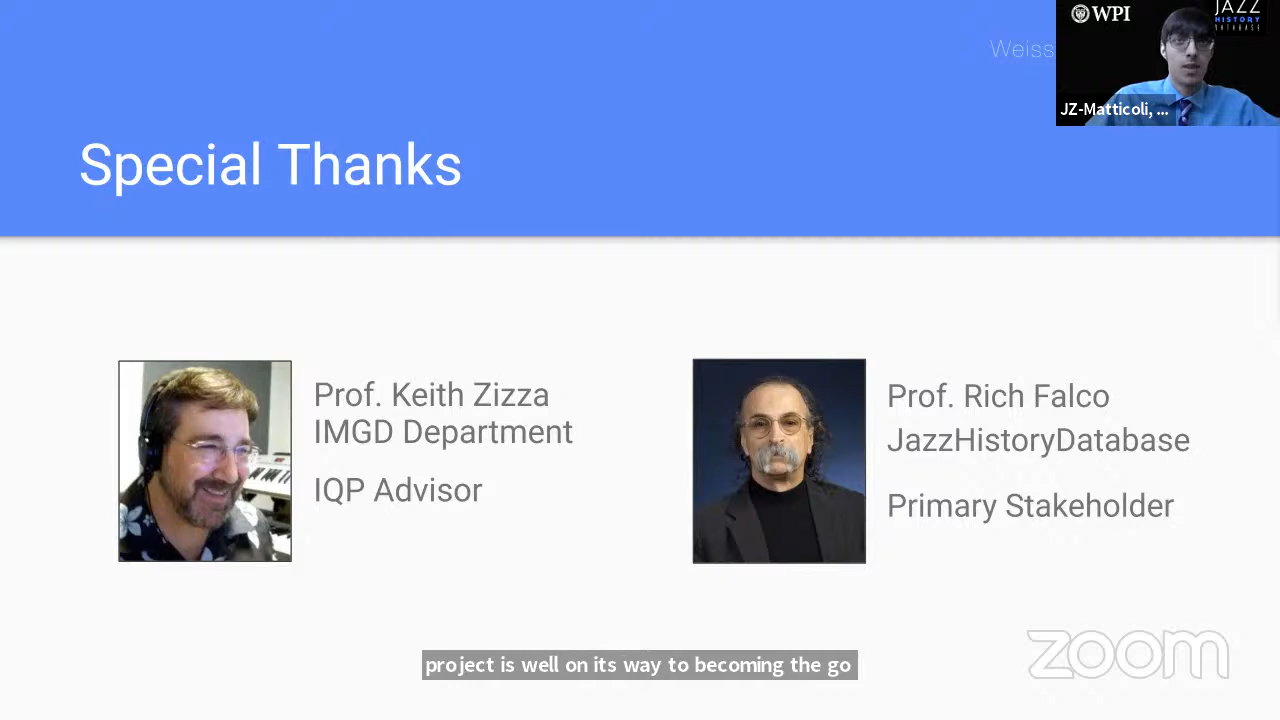 WPI
JAZZ
HISTORY
DATABASE
Weiss
JZ-Matticoli, ...
Special Thanks
Prof. Keith Zizza
IMGD Department
IQP Advisor
Prof. Rich Falco
JazzHistoryDatabase
Primary Stakeholder
project is well on its way to becoming the go
zoom